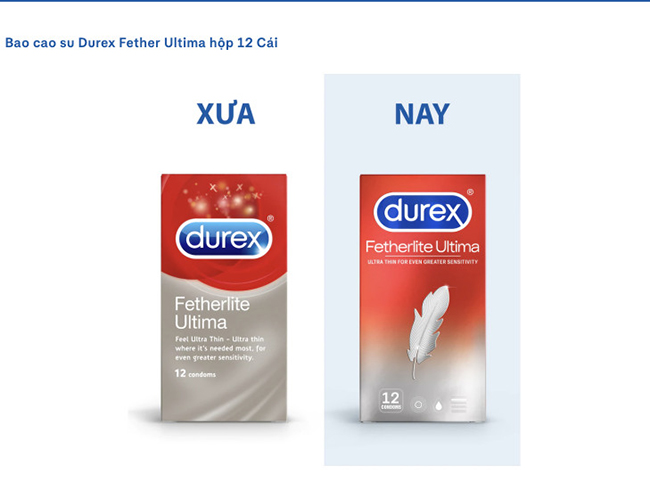 Bao cao su Durex Fether Ultima hộp 12 Cái
XƯA
NAY
durex®
Fetherlite
Ultima
Feel Ultra Thin – Ultra thin
where it's needed most, for
even greater sensitivity.
12 condoms
durex®
Fetherlite Ultima
ULTRA THIN FOR EVEN GREATER SENSITIVITY
12
CONDOMS